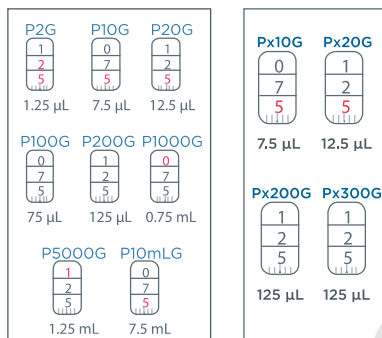 P2G P10G P20G
1 0 1
2 7 2
5 5 5
1.25 µL 7.5 µL 12.5 µL
P100G P200G P1000G
0 1 0
7 2 7
5 5 5
75 µL 125 µL 0.75 mL
P5000G P10mLG
1 0
2 7
5 5
1.25 mL 7.5 mL
Px10G Px20G
0 1
7 2
5 5
7.5 µL 12.5 µL
Px200G Px300G
1 1
2 2
5 5
125 µL 125 µL